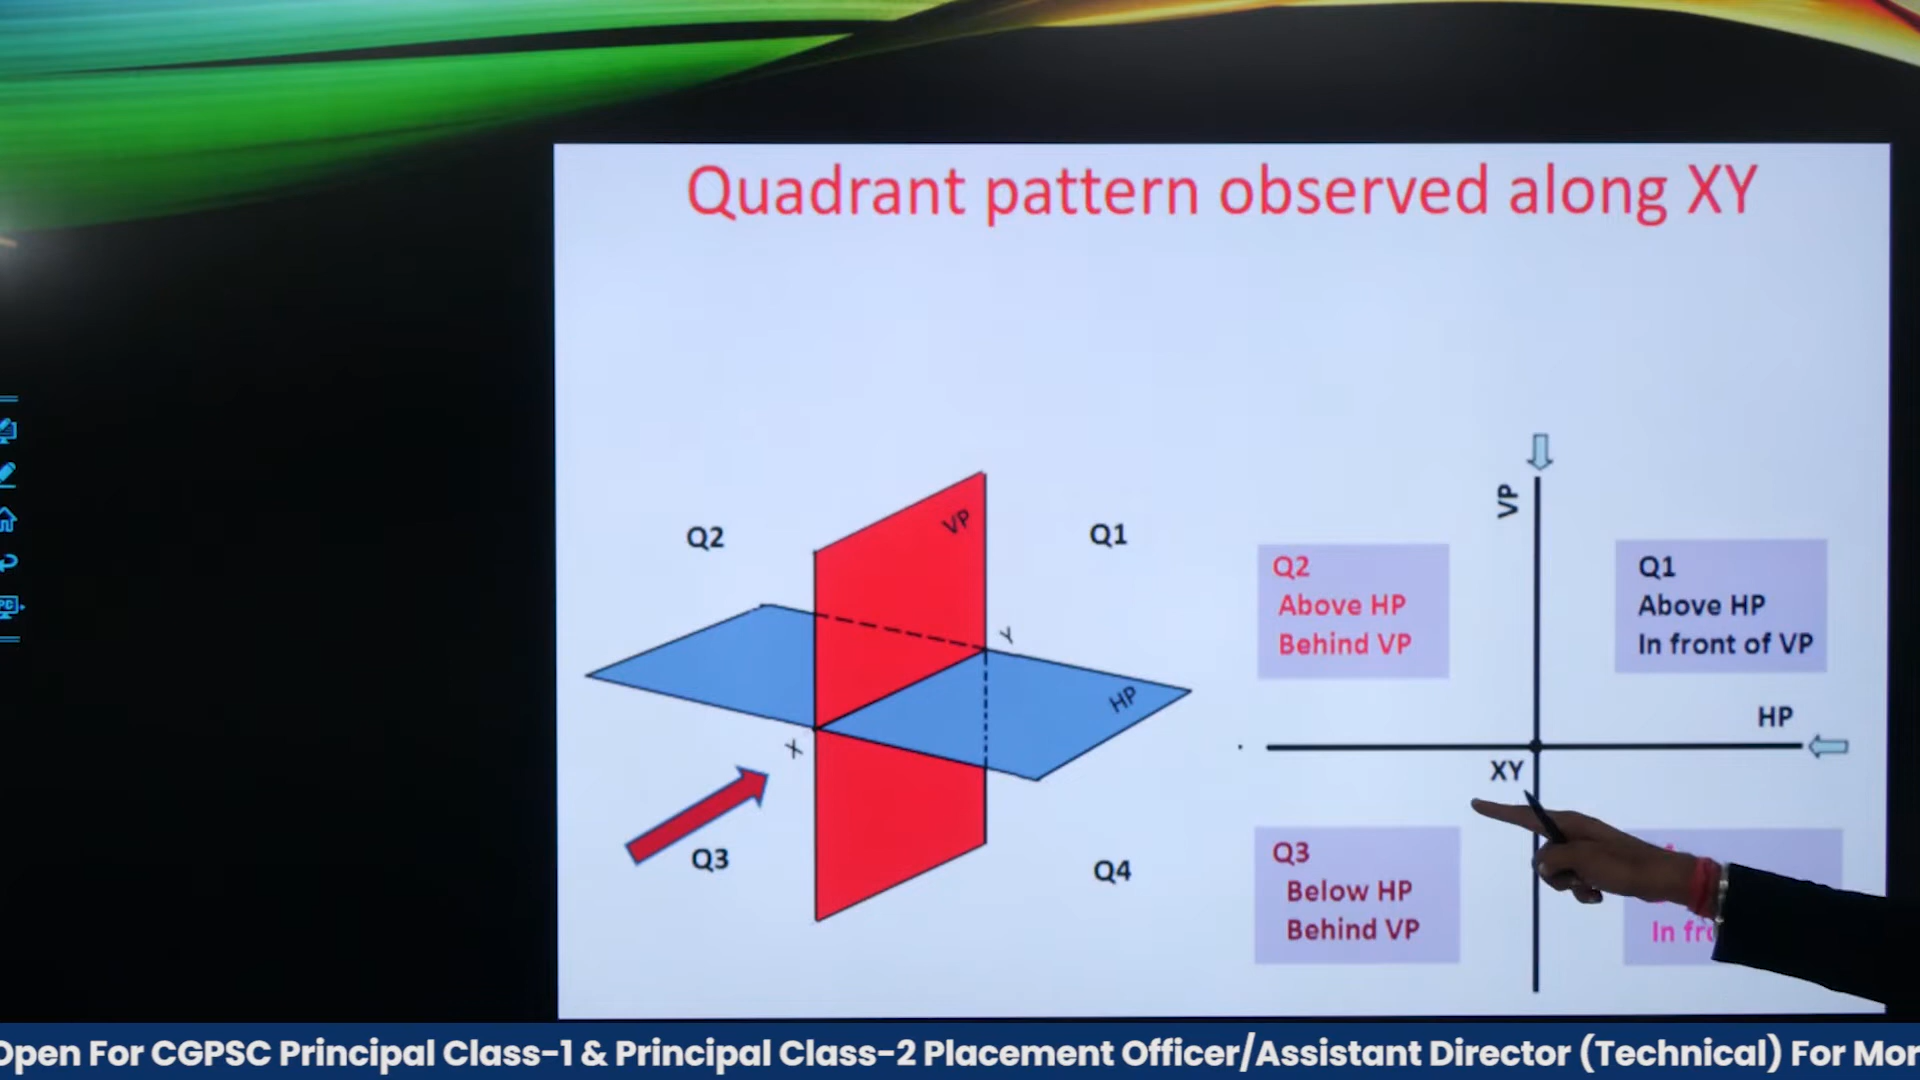 Quadrant pattern observed along XY
Q2
VP
Q1
Y
HP
X
Q3
Q4
VP
Q2
Above HP
Behind VP
Q1
Above HP
In front of VP
HP
XY
Q3
Below HP
Behind VP
In
Open For CGPSC Principal Class-1 & Principal Class-2 Placement Officer/Assistant Director (Technical) For